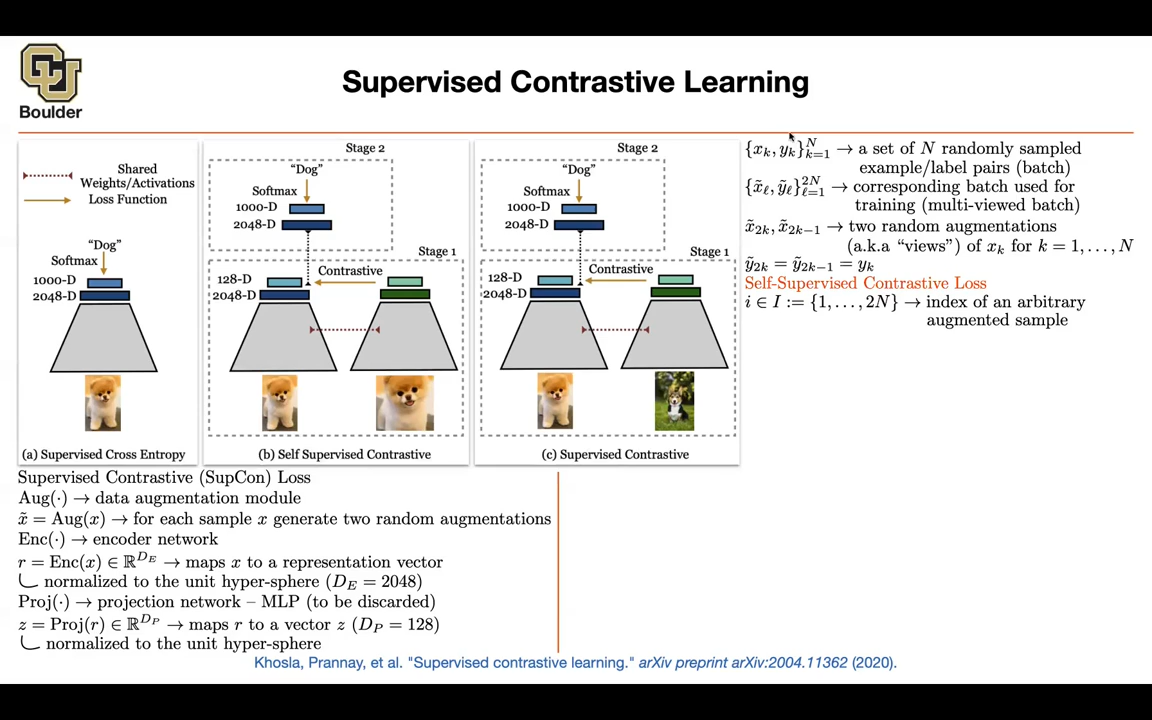 CU
Boulder
Supervised Contrastive Learning
Shared
Weights/Activations
Loss Function
"Dog"
Softmax
1000-D
2048-D
(a) Supervised Cross Entropy
Stage 2
"Dog"
Softmax
1000-D
2048-D
Stage 1
Contrastive
128-D
2048-D
(b) Self Supervised Contrastive
Stage 2
"Dog"
Softmax
1000-D
2048-D
Stage 1
Contrastive
128-D
2048-D
(c) Supervised Contrastive
{x_k, y_k}_{k=1}^N → a set of N randomly sampled
example/label pairs (batch)
{x̃_ℓ, ỹ_ℓ}_{ℓ=1}^{2N} → corresponding batch used for
training (multi-viewed batch)
x̃_{2k}, x̃_{2k−1} → two random augmentations
(a.k.a "views") of x_k for k = 1, . . . , N
ỹ_{2k} = ỹ_{2k−1} = y_k
Self-Supervised Contrastive Loss
i ∈ I := {1, . . . , 2N} → index of an arbitrary
augmented sample
Supervised Contrastive (SupCon) Loss
Aug(·) → data augmentation module
x̃ = Aug(x) → for each sample x generate two random augmentations
Enc(·) → encoder network
r = Enc(x) ∈ ℝ^{D_E} → maps x to a representation vector
normalized to the unit hyper-sphere (D_E = 2048)
Proj(·) → projection network – MLP (to be discarded)
z = Proj(r) ∈ ℝ^{D_P} → maps r to a vector z (D_P = 128)
normalized to the unit hyper-sphere
Khosla, Prannay, et al. "Supervised contrastive learning." arXiv preprint arXiv:2004.11362 (2020).